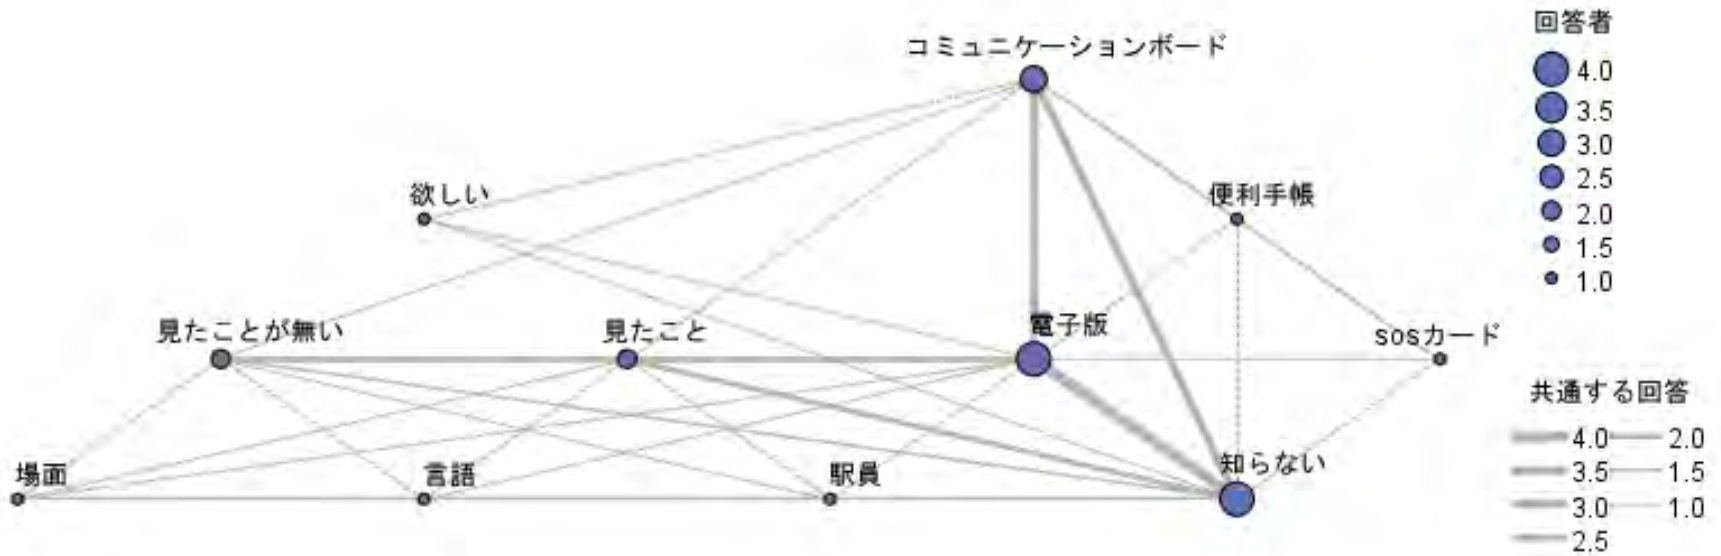 回答者
コミュニケーションボード
4.0
3.5
3.0
2.5
2.0
1.5
1.0
欲しい
便利手帳
見たことが無い
見たこと
電子版
sosカード
共通する回答
4.0 2.0
3.5 1.5
3.0 1.0
2.5
場面
言語
駅員
知らない